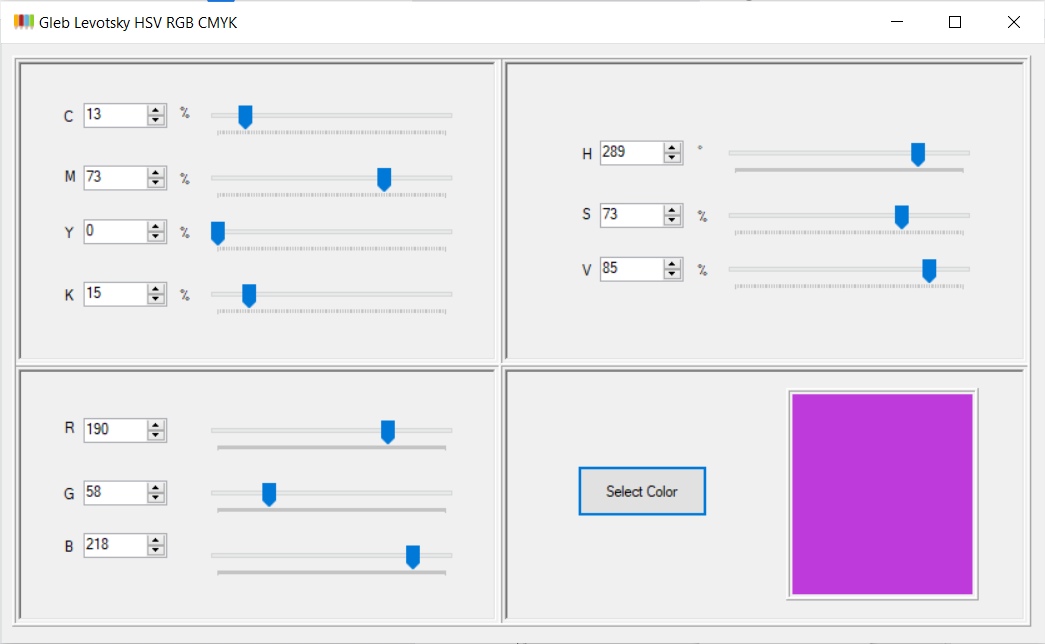 Gleb Levotsky HSV RGB CMYK
C 13 %
M 73 %
Y 0 %
K 15 %
H 289 °
S 73 %
V 85 %
R 190
G 58
B 218
Select Color